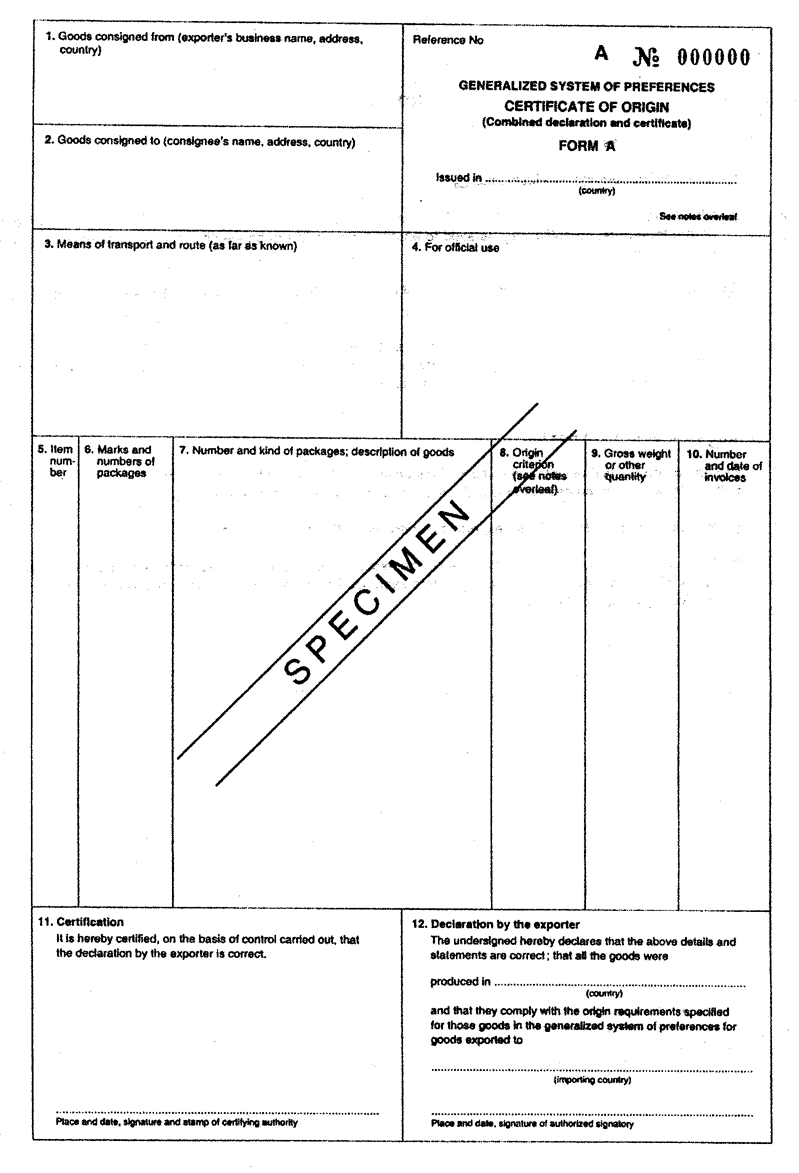 1. Goods consigned from (exporter's business name, address,
country)
Reference No
A № 000000
GENERALIZED SYSTEM OF PREFERENCES
CERTIFICATE OF ORIGIN
(Combined declaration and certificate)
FORM A
Issued in ................................................
(country)
See notes overleaf
2. Goods consigned to (consignee's name, address, country)
3. Means of transport and route (as far as known)
4. For official use
5. Item
num-
ber
6. Marks and
numbers of
packages
7. Number and kind of packages; description of goods
8. Origin
criterion
(see notes
overleaf)
9. Gross weight
or other
quantity
10. Number
and date of
invoices
SPECIMEN
11. Certification
It is hereby certified, on the basis of control carried out, that
the declaration by the exporter is correct.
Place and date, signature and stamp of certifying authority
12. Declaration by the exporter
The undersigned hereby declares that the above details and
statements are correct; that all the goods were
produced in ................................................
(country)
and that they comply with the origin requirements specified
for those goods in the generalized system of preferences for
goods exported to
(importing country)
Place and date, signature of authorized signatory